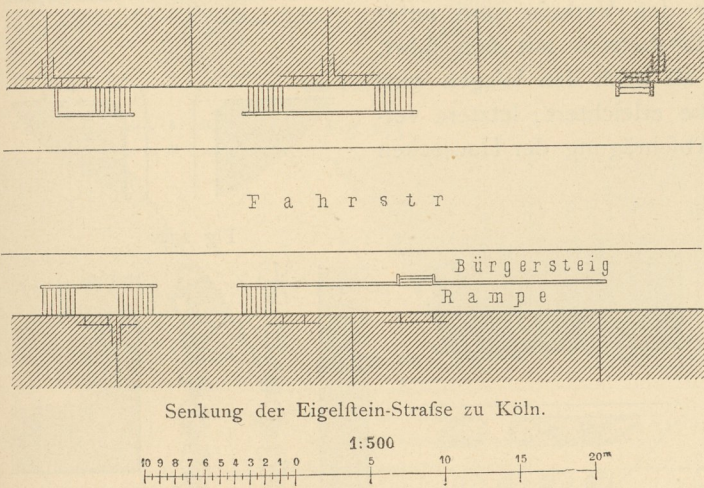 Fahrstr
Bürgersteig
Rampe
Senkung der Eigelſtein-Straſse zu Köln.
1:500
10 9 8 7 6 5 4 3 2 1 0 5 10 15 20m